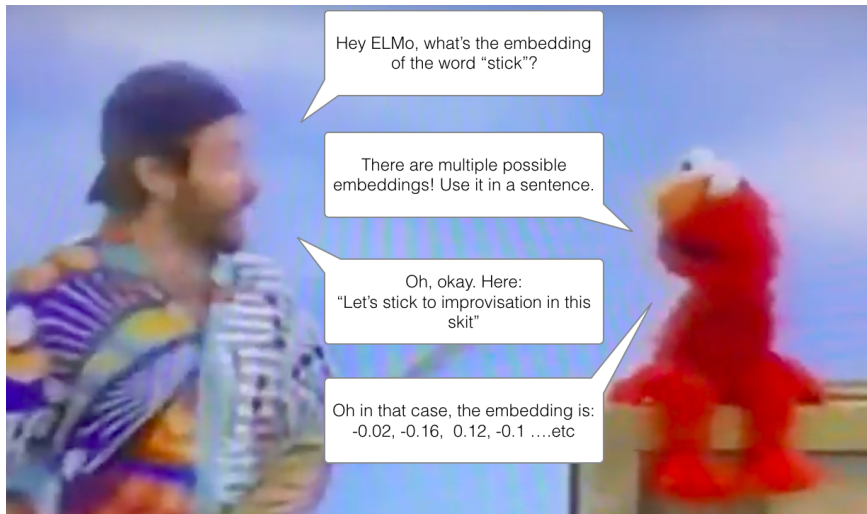 Hey ELMo, what's the embedding
of the word "stick"?
There are multiple possible
embeddings! Use it in a sentence.
Oh, okay. Here:
“Let’s stick to improvisation in this
skit”
Oh in that case, the embedding is:
-0.02, -0.16, 0.12, -0.1 ….etc